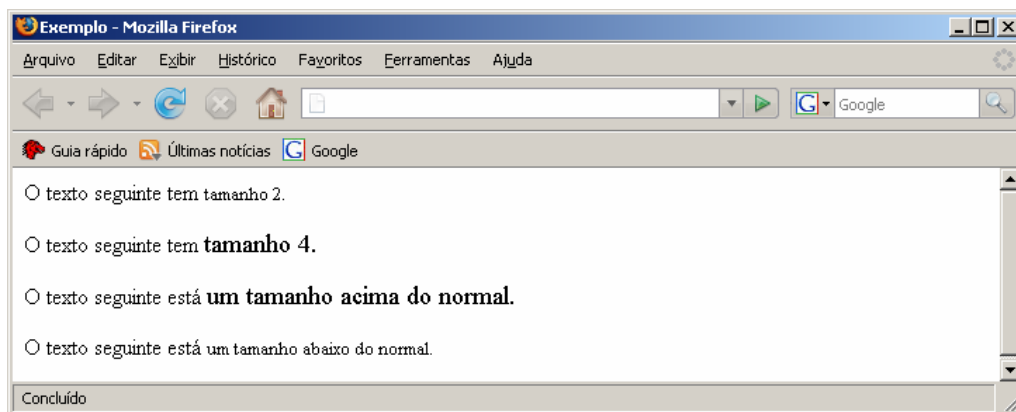 Exemplo - Mozilla Firefox
Arquivo Editar Exibir Histórico Favoritos Ferramentas Ajuda
G Google
Guia rápido Últimas notícias G Google
O texto seguinte tem tamanho 2.
O texto seguinte tem tamanho 4.
O texto seguinte está um tamanho acima do normal.
O texto seguinte está um tamanho abaixo do normal.
Concluído